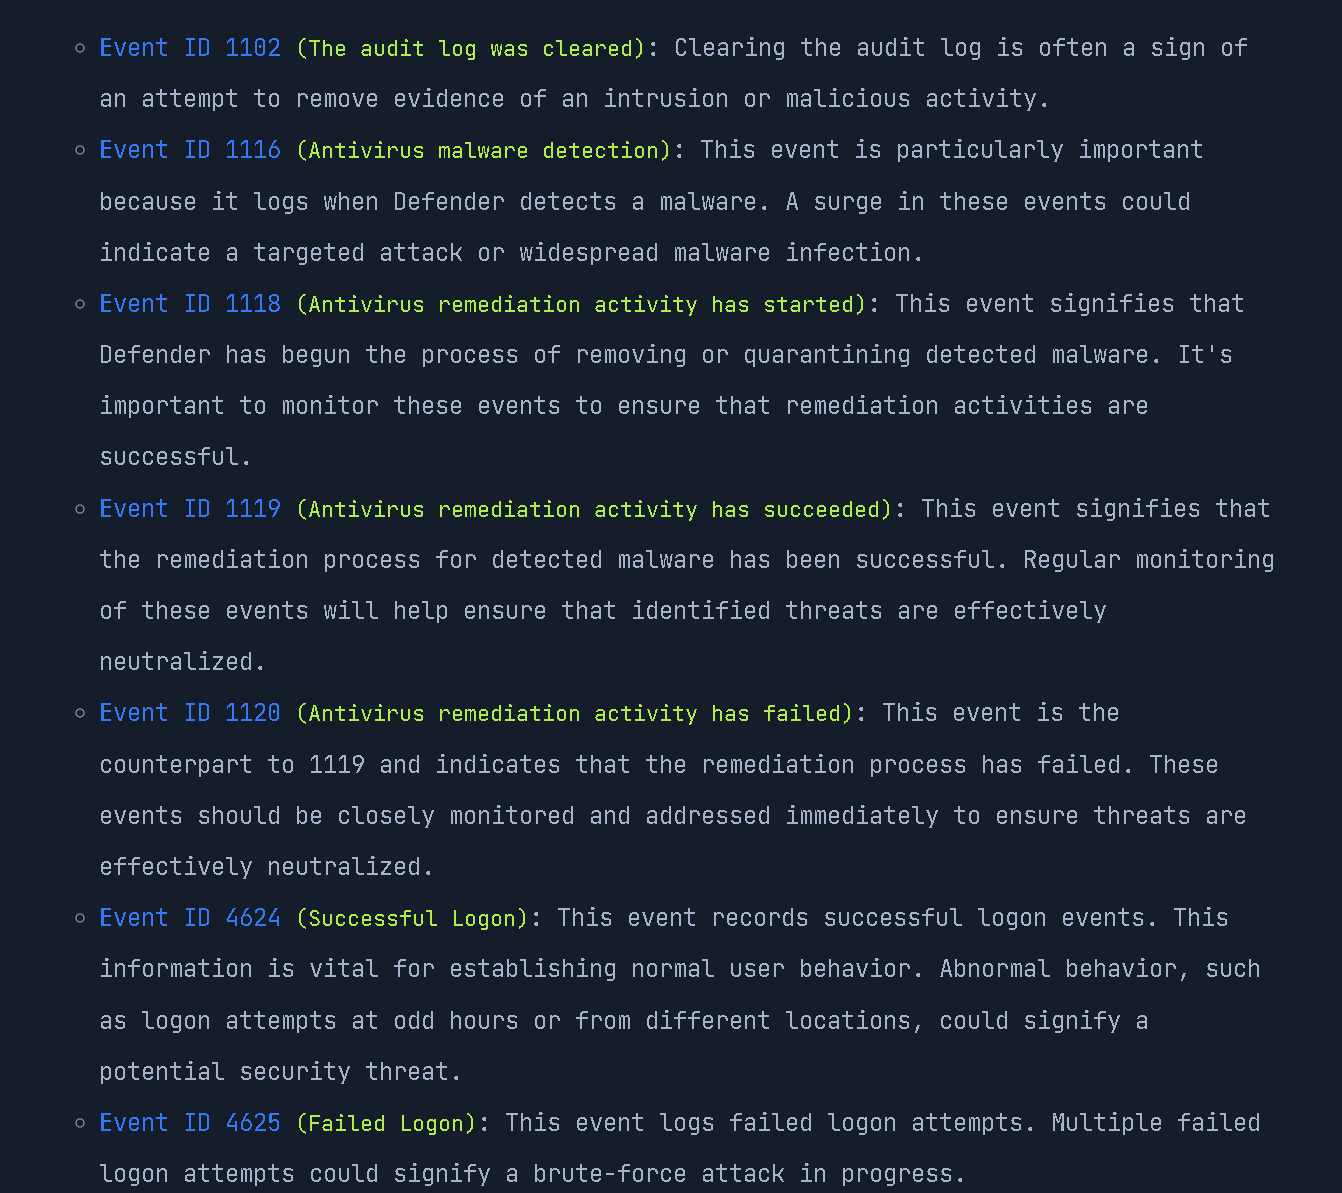 Event ID 1102 (The audit log was cleared): Clearing the audit log is often a sign of
an attempt to remove evidence of an intrusion or malicious activity.
Event ID 1116 (Antivirus malware detection): This event is particularly important
because it logs when Defender detects a malware. A surge in these events could
indicate a targeted attack or widespread malware infection.
Event ID 1118 (Antivirus remediation activity has started): This event signifies that
Defender has begun the process of removing or quarantining detected malware. It's
important to monitor these events to ensure that remediation activities are
successful.
Event ID 1119 (Antivirus remediation activity has succeeded): This event signifies that
the remediation process for detected malware has been successful. Regular monitoring
of these events will help ensure that identified threats are effectively
neutralized.
Event ID 1120 (Antivirus remediation activity has failed): This event is the
counterpart to 1119 and indicates that the remediation process has failed. These
events should be closely monitored and addressed immediately to ensure threats are
effectively neutralized.
Event ID 4624 (Successful Logon): This event records successful logon events. This
information is vital for establishing normal user behavior. Abnormal behavior, such
as logon attempts at odd hours or from different locations, could signify a
potential security threat.
Event ID 4625 (Failed Logon): This event logs failed logon attempts. Multiple failed
logon attempts could signify a brute-force attack in progress.